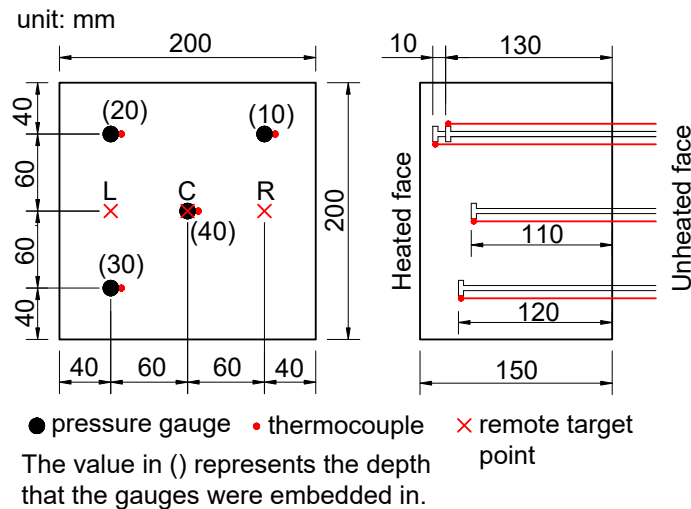 unit: mm
200
10
130
40
60
60
40
(20)
(10)
L
C
R
(40)
(30)
200
40
60
60
40
Heated face
Unheated face
110
120
150
pressure gauge
thermocouple
remote target
point
The value in () represents the depth
that the gauges were embedded in.